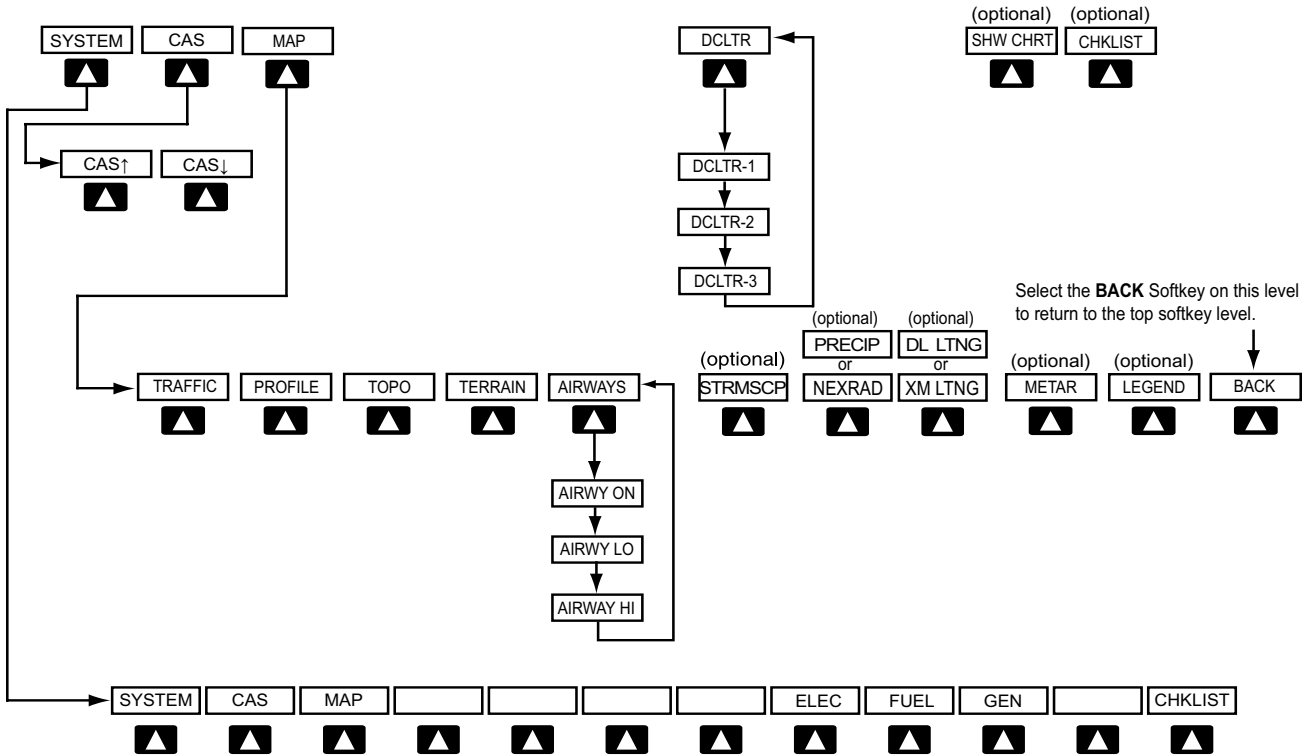 (optional) (optional)
SYSTEM CAS MAP DCLTR SHW CHRT CHKLIST
CAS↑ CAS↓ DCLTR-1
DCLTR-2
DCLTR-3
Select the BACK Softkey on this level
to return to the top softkey level.
(optional) (optional)
PRECIP DL LTNG
(optional) or or (optional) (optional)
TRAFFIC PROFILE TOPO TERRAIN AIRWAYS STRMSCP NEXRAD XM LTNG METAR LEGEND BACK
AIRWY ON
AIRWY LO
AIRWAY HI
SYSTEM CAS MAP ELEC FUEL GEN CHKLIST